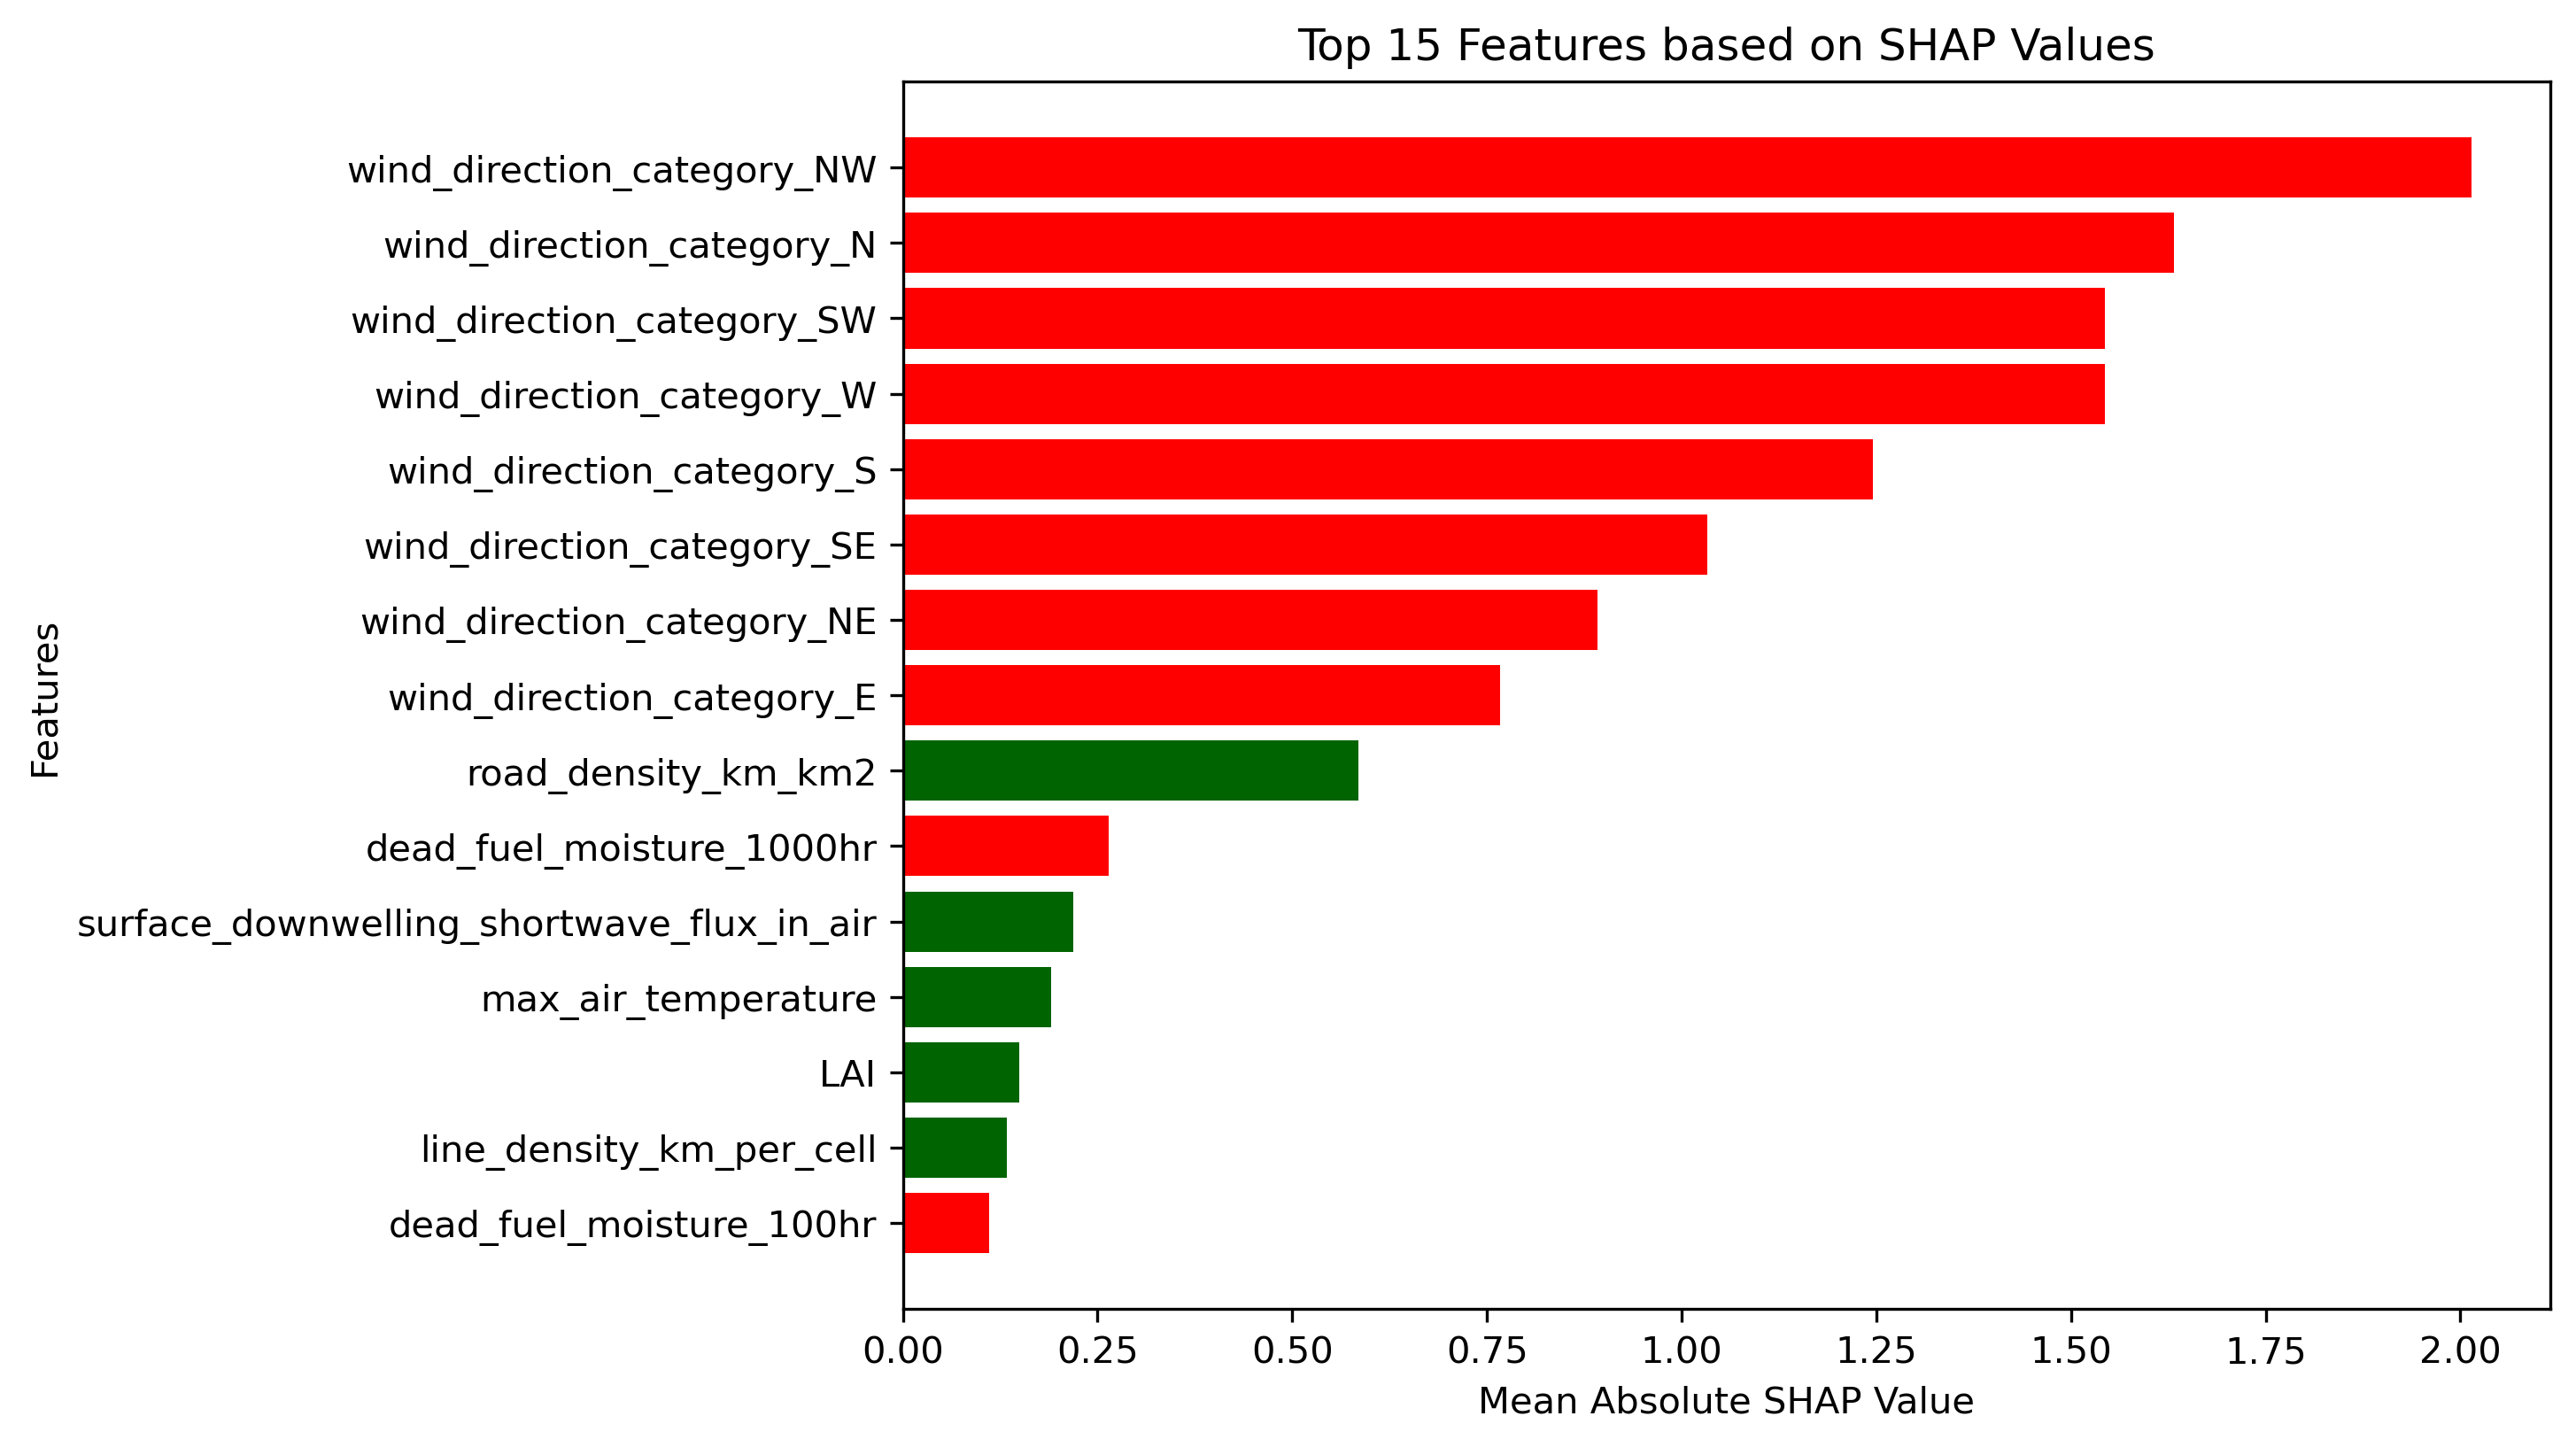 Top 15 Features based on SHAP Values
Features
wind_direction_category_NW
wind_direction_category_N
wind_direction_category_SW
wind_direction_category_W
wind_direction_category_S
wind_direction_category_SE
wind_direction_category_NE
wind_direction_category_E
road_density_km_km2
dead_fuel_moisture_1000hr
surface_downwelling_shortwave_flux_in_air
max_air_temperature
LAI
line_density_km_per_cell
dead_fuel_moisture_100hr
0.00 0.25 0.50 0.75 1.00 1.25 1.50 1.75 2.00
Mean Absolute SHAP Value